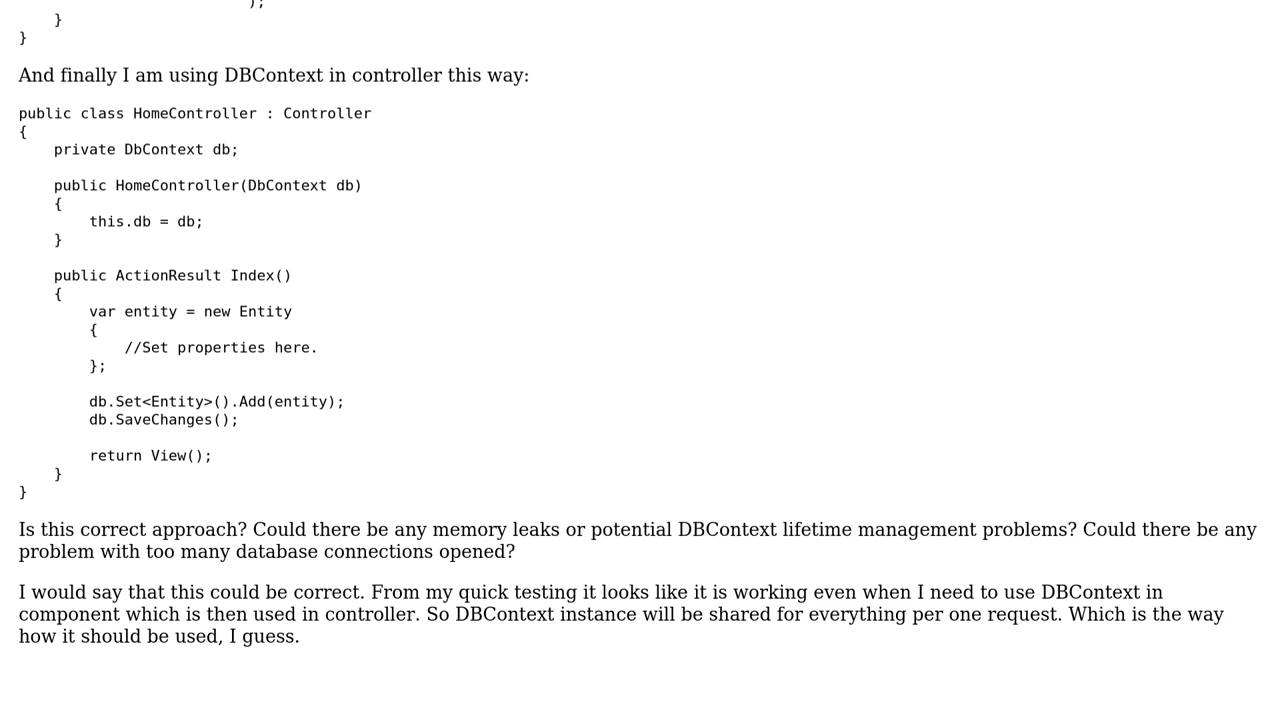 );
    }
}
And finally I am using DBContext in controller this way:
public class HomeController : Controller
{
    private DbContext db;
    public HomeController(DbContext db)
    {
        this.db = db;
    }
    public ActionResult Index()
    {
        var entity = new Entity
        {
            //Set properties here.
        };
        db.Set<Entity>().Add(entity);
        db.SaveChanges();
        return View();
    }
}
Is this correct approach? Could there be any memory leaks or potential DBContext lifetime management problems? Could there be any
problem with too many database connections opened?
I would say that this could be correct. From my quick testing it looks like it is working even when I need to use DBContext in
component which is then used in controller. So DBContext instance will be shared for everything per one request. Which is the way
how it should be used, I guess.